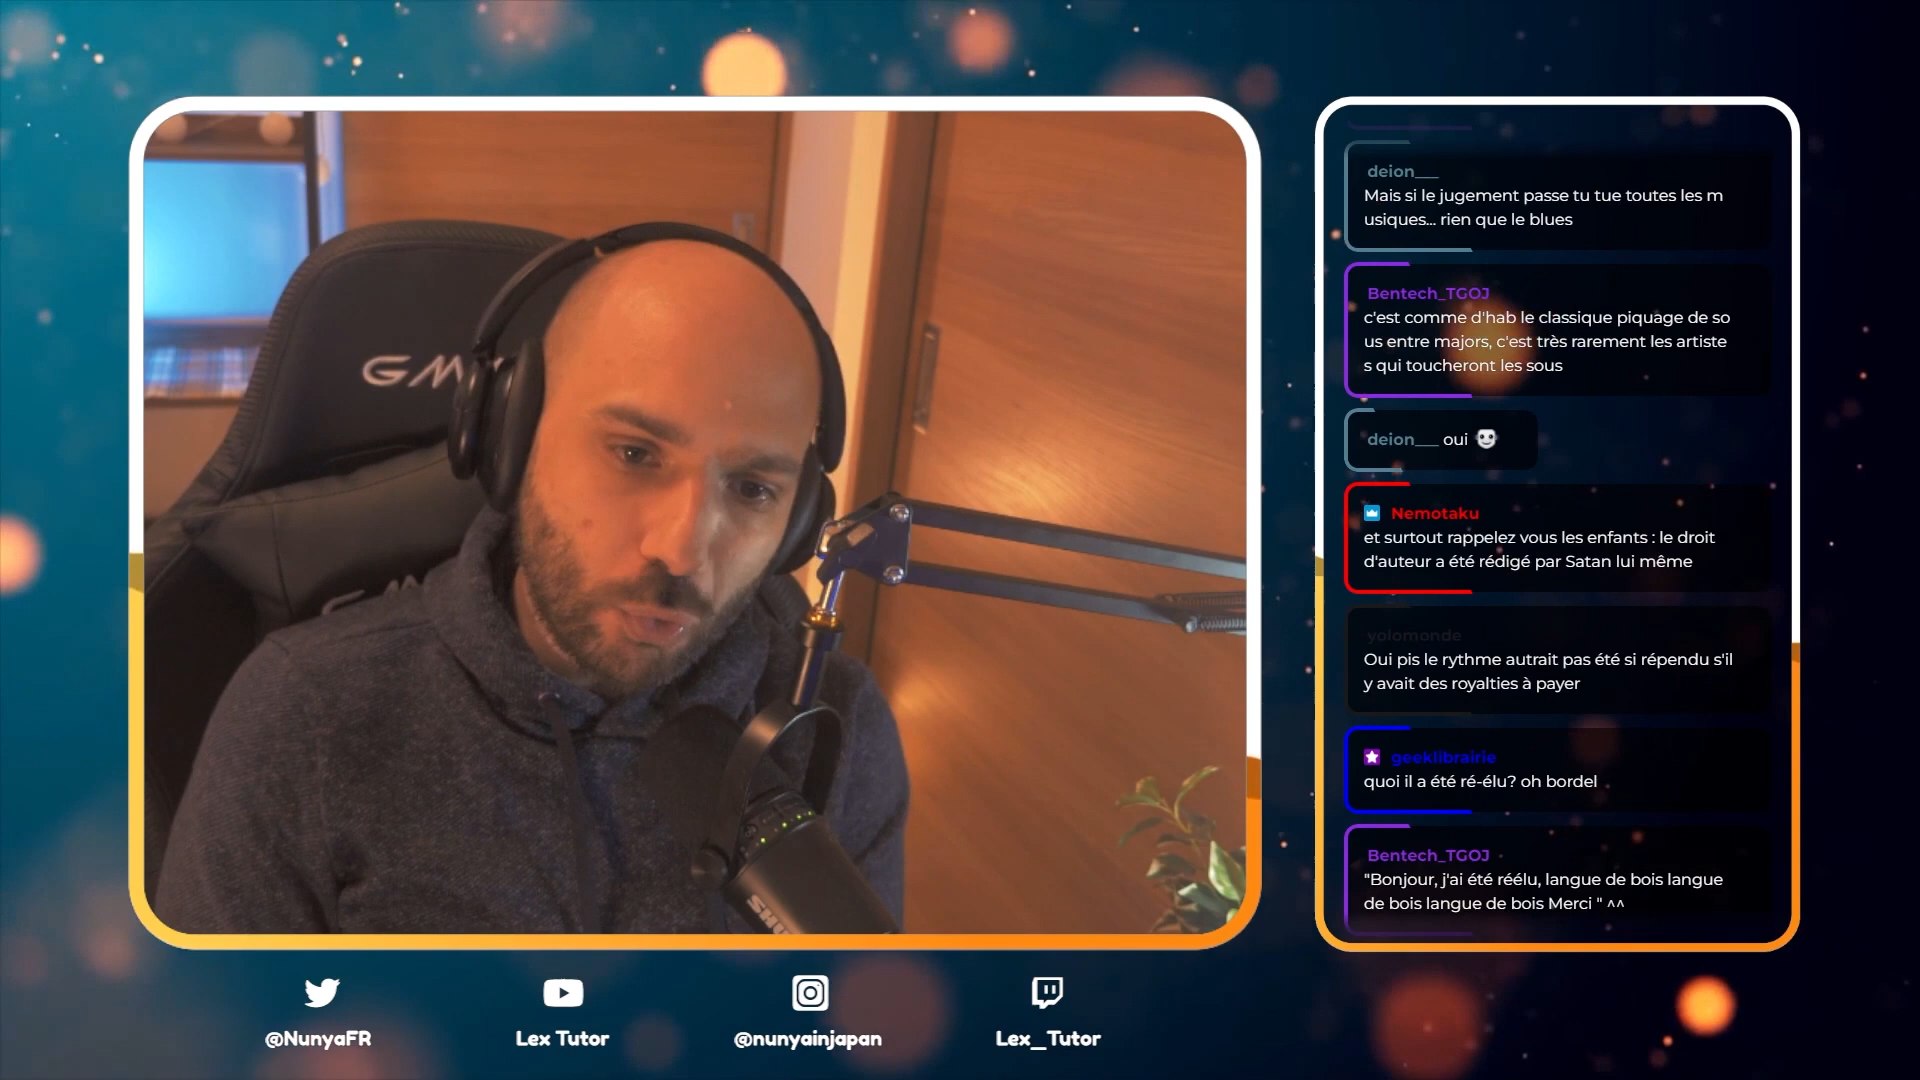 deion___
Mais si le jugement passe tu tue toutes les m
usiques... rien que le blues
Bentech_TGOJ
c'est comme d'hab le classique piquage de so
us entre majors, c'est très rarement les artiste
s qui toucheront les sous
deion___ oui
Nemotaku
et surtout rappelez vous les enfants : le droit
d'auteur a été rédigé par Satan lui même
yolomonde
Oui pis le rythme autrait pas été si répendu s'il
y avait des royalties à payer
geeklibrairie
quoi il a été ré-élu? oh bordel
Bentech_TGOJ
"Bonjour, j'ai été réélu, langue de bois langue
de bois langue de bois Merci " ^^
@NunyaFR
Lex Tutor
@nunyainjapan
Lex_Tutor